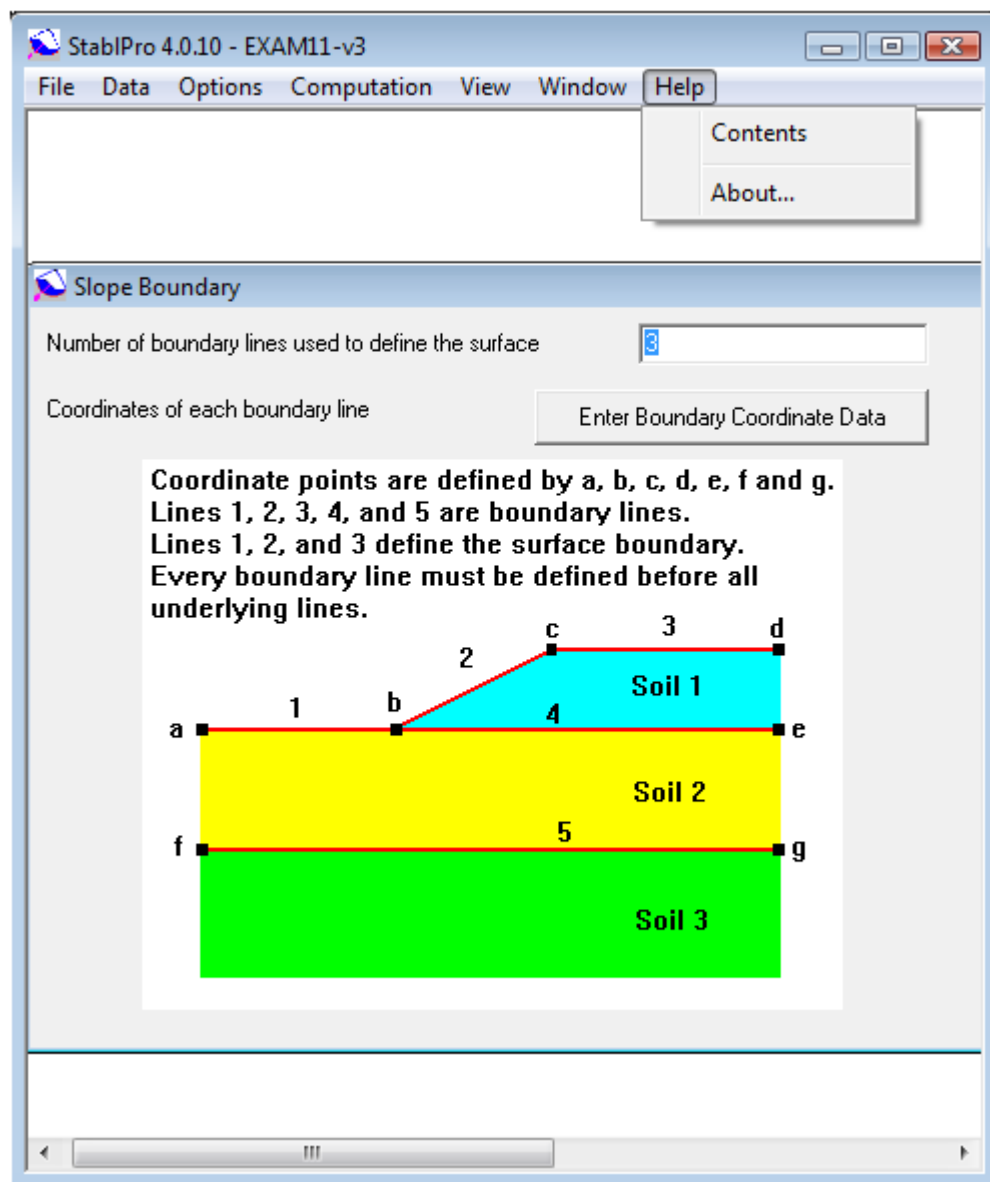 StablPro 4.0.10 - EXAM11-v3
File Data Options Computation View Window Help
Contents
About...
Slope Boundary
Number of boundary lines used to define the surface 3
Coordinates of each boundary line Enter Boundary Coordinate Data
Coordinate points are defined by a, b, c, d, e, f and g.
Lines 1, 2, 3, 4, and 5 are boundary lines.
Lines 1, 2, and 3 define the surface boundary.
Every boundary line must be defined before all
underlying lines.
c 3 d
2
Soil 1
1 b 4
a e
Soil 2
5
f g
Soil 3